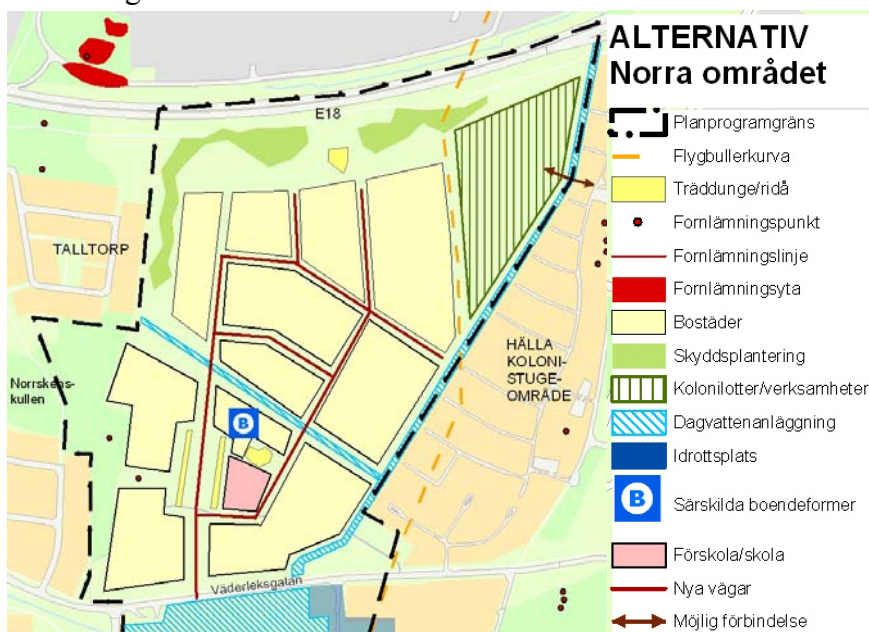 ALTERNATIV
Norra området
Planprogramgräns
Flygbullerkurva
Träddunge/ridå
Fornlämningspunkt
Fornlämningslinje
Fornlämningsyta
Bostäder
Skyddsplantering
Kolonilotter/verksamheter
Dagvattenanläggning
Idrottsplats
B
Särskilda boendeformer
Förskola/skola
Nya vägar
Möjlig förbindelse
E18
TALLTORP
HÄLLA
KOLONI-
STUGE-
OMRÅDE
Norrskens-
kullen
B
Väderleksgatan